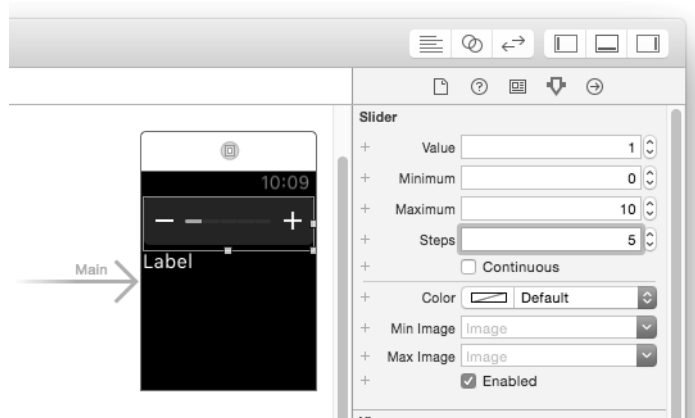 Slider
Value 1
Minimum 0
Maximum 10
Steps 5
Continuous
Color Default
Min Image Image
Max Image Image
Enabled
10:09
Label
Main